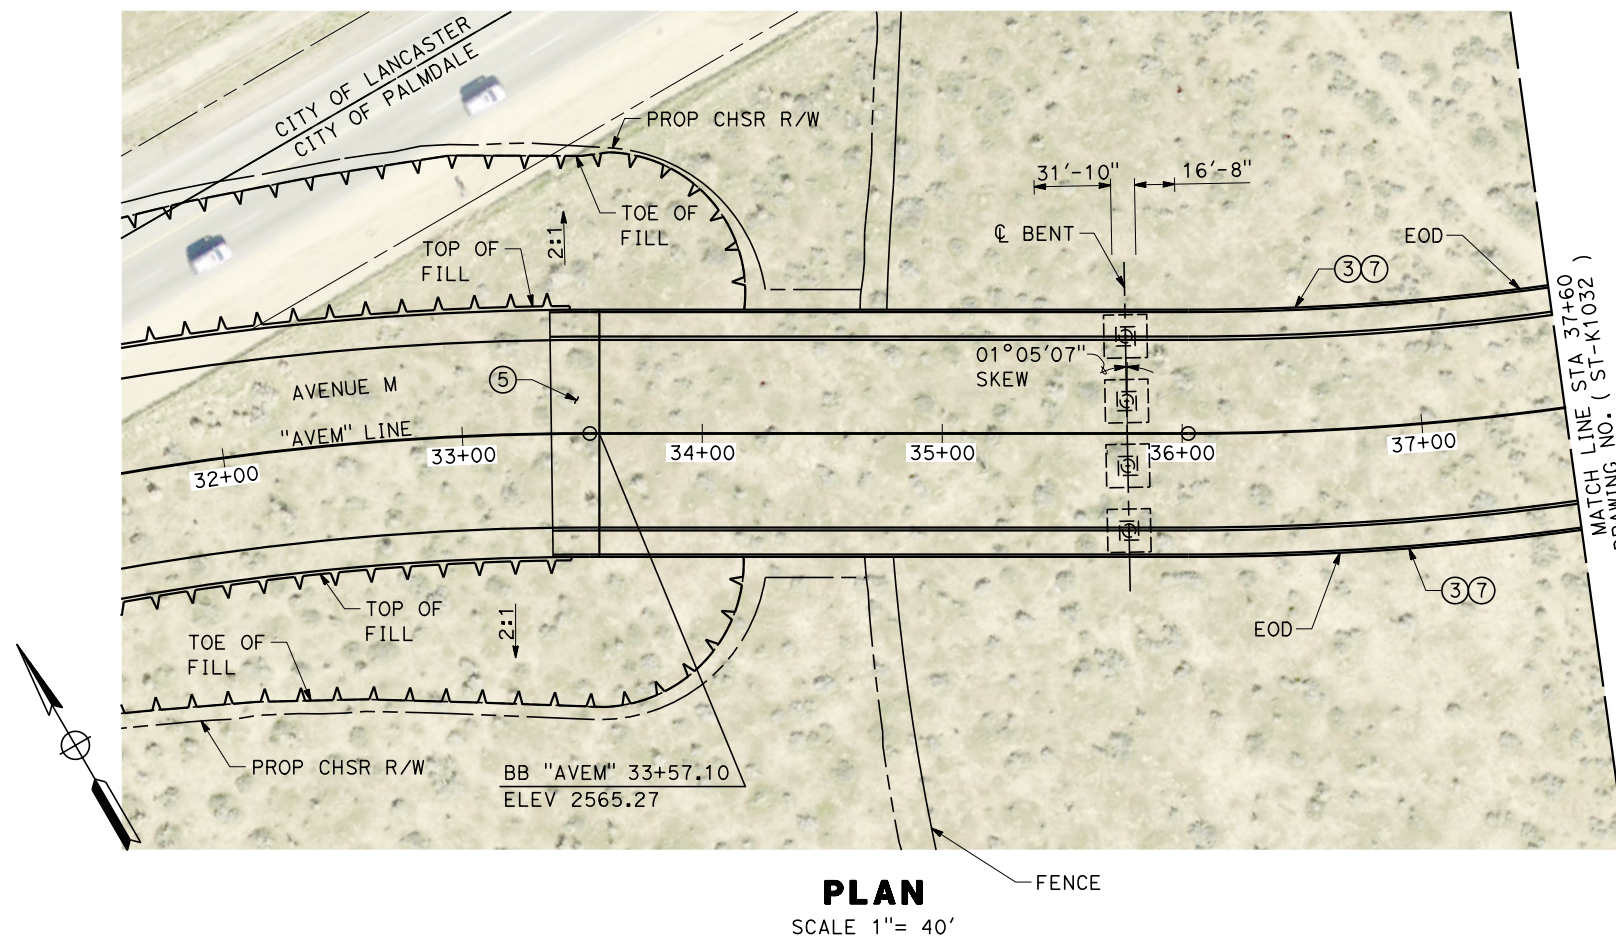 CITY OF LANCASTER
CITY OF PALMDALE
PROP CHSR R/W
31'-10"
16'-8"
TOE OF
FILL
2:1
TOP OF
FILL
℄ BENT
EOD
3 7
01°05'07"
SKEW
5
AVENUE M
"AVEM" LINE
32+00
33+00
34+00
35+00
36+00
37+00
MATCH LINE STA 37+60
DRAWING NO. ( ST-K1032 )
TOP OF
FILL
2:1
TOE OF
FILL
3 7
EOD
PROP CHSR R/W
BB "AVEM" 33+57.10
ELEV 2565.27
FENCE
PLAN
SCALE 1"= 40'